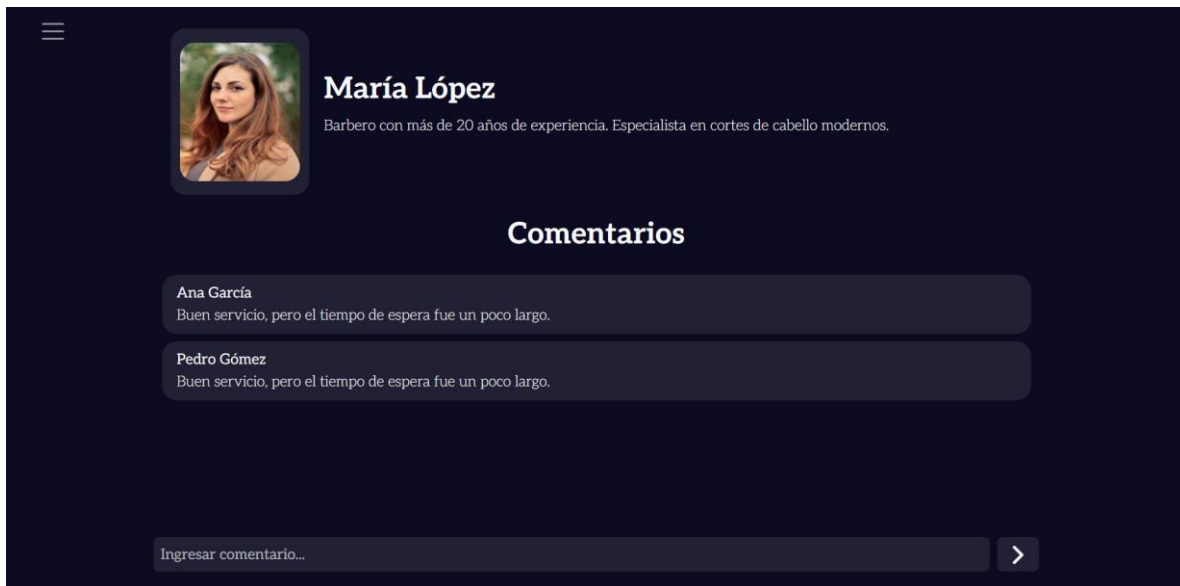 María López
Barbero con más de 20 años de experiencia. Especialista en cortes de cabello modernos.
Comentarios
Ana García
Buen servicio, pero el tiempo de espera fue un poco largo.
Pedro Gómez
Buen servicio, pero el tiempo de espera fue un poco largo.
Ingresar comentario...